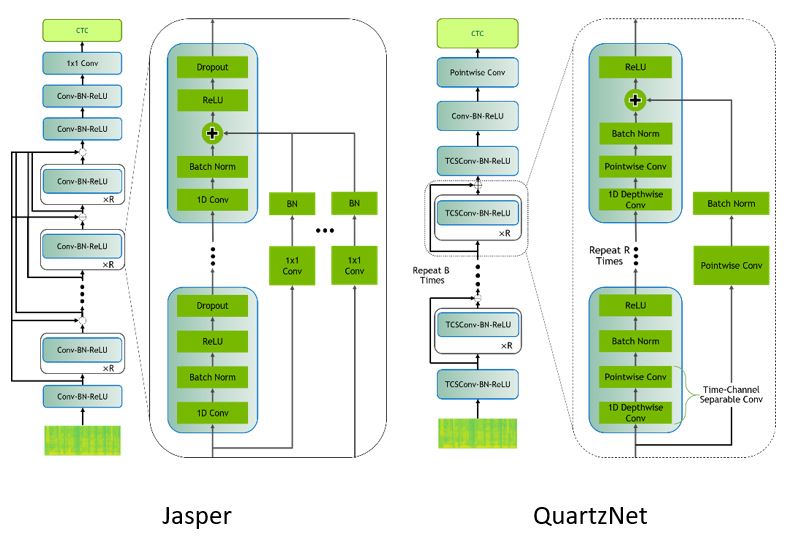 CTC
1x1 Conv
Conv-BN-ReLU
Conv-BN-ReLU
Conv-BN-ReLU
×R
Conv-BN-ReLU
×R
Conv-BN-ReLU
×R
Conv-BN-ReLU
Dropout
ReLU
+
Batch Norm
1D Conv
BN
BN
1x1
Conv
1x1
Conv
Dropout
ReLU
Batch Norm
1D Conv
Jasper
CTC
Pointwise Conv
Conv-BN-ReLU
TCSConv-BN-ReLU
TCSConv-BN-ReLU
×R
Repeat B
Times
TCSConv-BN-ReLU
×R
TCSConv-BN-ReLU
ReLU
+
Batch Norm
Pointwise Conv
1D Depthwise
Conv
Batch Norm
Repeat R
Times
Pointwise
Conv
ReLU
Batch Norm
Pointwise Conv
1D Depthwise
Conv
Time-Channel
Separable Conv
QuartzNet